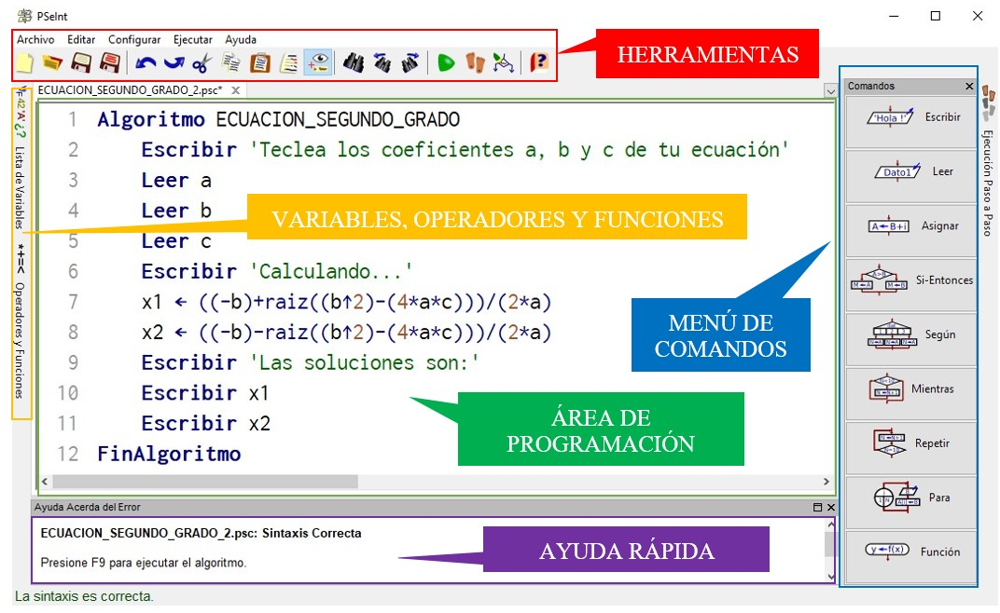 PSeInt
Archivo Editar Configurar Ejecutar Ayuda
HERRAMIENTAS
ECUACION_SEGUNDO_GRADO_2.psc*
1 Algoritmo ECUACION_SEGUNDO_GRADO
2 Escribir 'Teclea los coeficientes a, b y c de tu ecuación'
3 Leer a
4 Leer b
5 Leer c
6 Escribir 'Calculando...'
7 x1 ← ((-b)+raiz((b↑2)-(4*a*c)))/(2*a)
8 x2 ← ((-b)-raiz((b↑2)-(4*a*c)))/(2*a)
9 Escribir 'Las soluciones son:'
10 Escribir x1
11 Escribir x2
12 FinAlgoritmo
42 'A' ¿? Lista de Variables
*+=< Operadores y Funciones
VARIABLES, OPERADORES Y FUNCIONES
MENÚ DE
COMANDOS
ÁREA DE
PROGRAMACIÓN
Comandos
'Hola !' Escribir
Dato1 Leer
A←B+i Asignar
A>B
M←A M←B Si-Entonces
Según
Mientras
Repetir
Para
y←f(x) Función
Ejecución Paso a Paso
Ayuda Acerca del Error
ECUACION_SEGUNDO_GRADO_2.psc: Sintaxis Correcta
Presione F9 para ejecutar el algoritmo.
AYUDA RÁPIDA
La sintaxis es correcta.